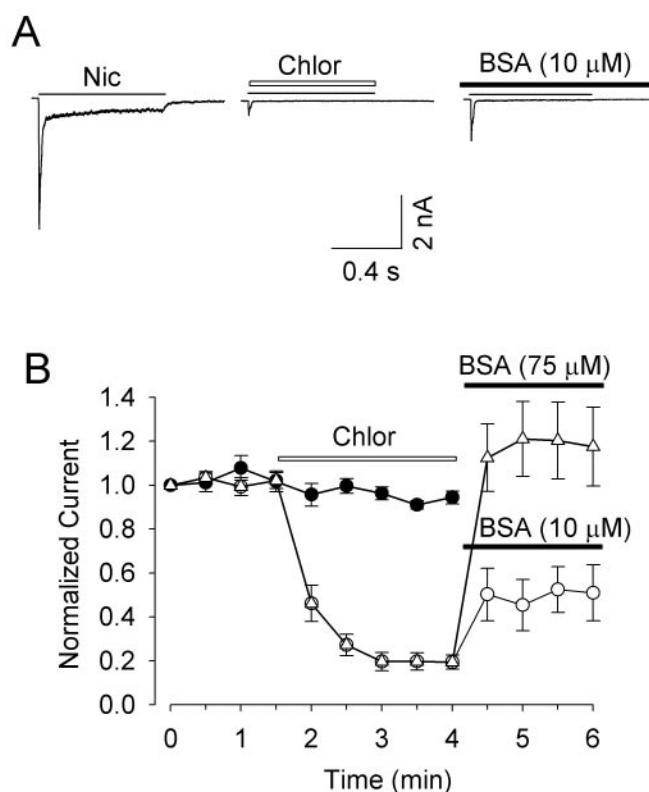 A
Nic
Chlor
BSA (10 μM)
2 nA
0.4 s
B
BSA (75 μM)
1.4
Chlor
1.2
1.0
BSA (10 μM)
0.8
0.6
0.4
0.2
0.0
Normalized Current
0 1 2 3 4 5 6
Time (min)